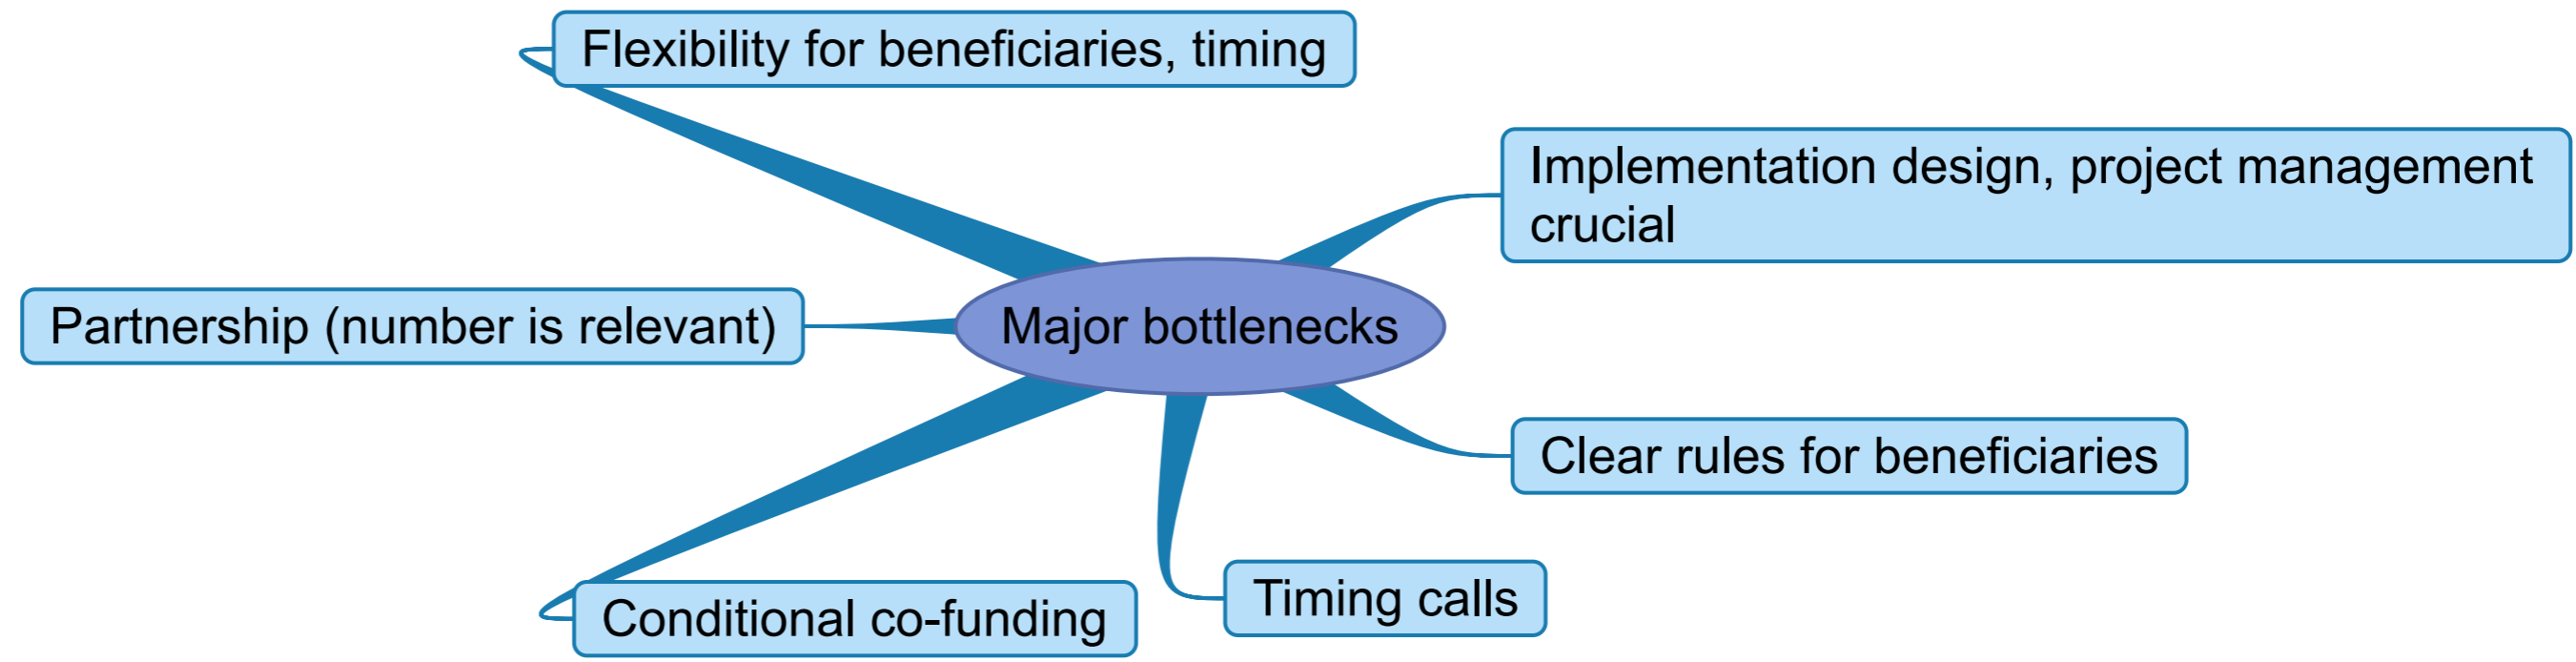 Flexibility for beneficiaries, timing
Implementation design, project management
crucial
Partnership (number is relevant)
Major bottlenecks
Clear rules for beneficiaries
Timing calls
Conditional co-funding